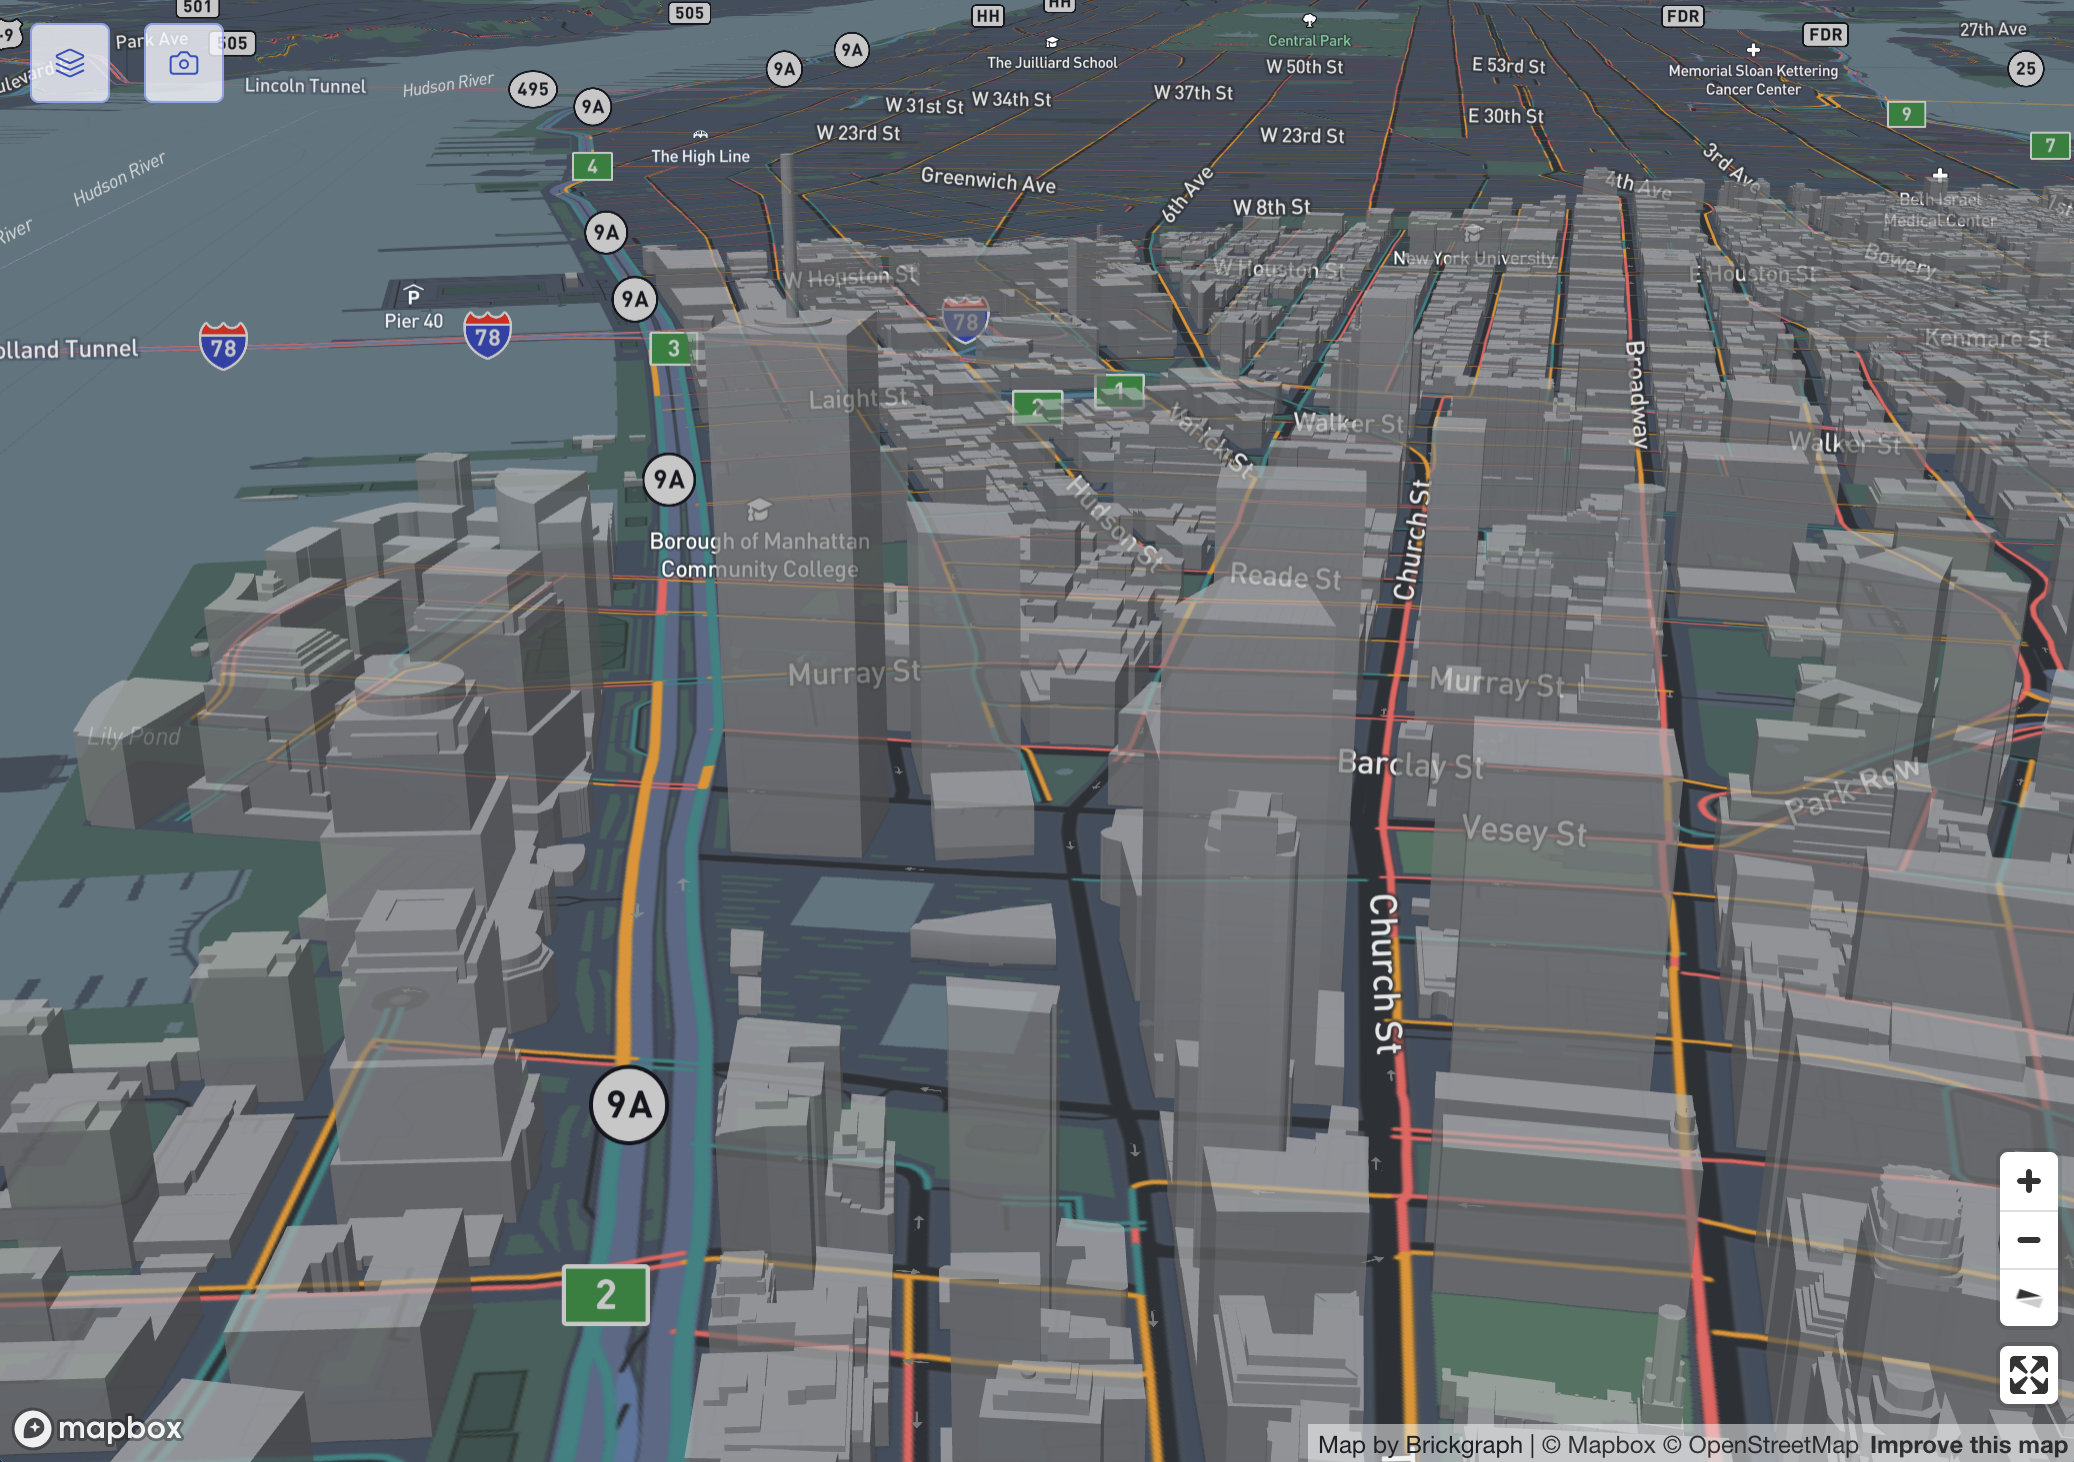 501
505
HH
HH
FDR
FDR
27th Ave
-9
Park Ave
505
9A
Central Park
The Juilliard School
W 50th St
E 53rd St
Memorial Sloan Kettering
Cancer Center
25
9A
Lincoln Tunnel
Hudson River
495
9A
W 31st St
W 34th St
W 37th St
E 30th St
9
7
W 23rd St
W 23rd St
The High Line
4
Hudson River
Greenwich Ave
6th Ave
W 8th St
3rd Ave
4th Ave
Beth Israel
Medical Center
River
9A
W Houston St
W Houston St
New York University
E Houston St
Bowery
9A
P
Pier 40
78
78
78
olland Tunnel
3
Kenmare St
Broadway
Laight St
2
1
Varick St
Walker St
Walker St
9A
Hudson St
Church St
Borough of Manhattan
Community College
Reade St
Murray St
Murray St
Lily Pond
Barclay St
Park Row
Vesey St
Church St
9A
2
mapbox
Map by Brickgraph | © Mapbox © OpenStreetMap Improve this map